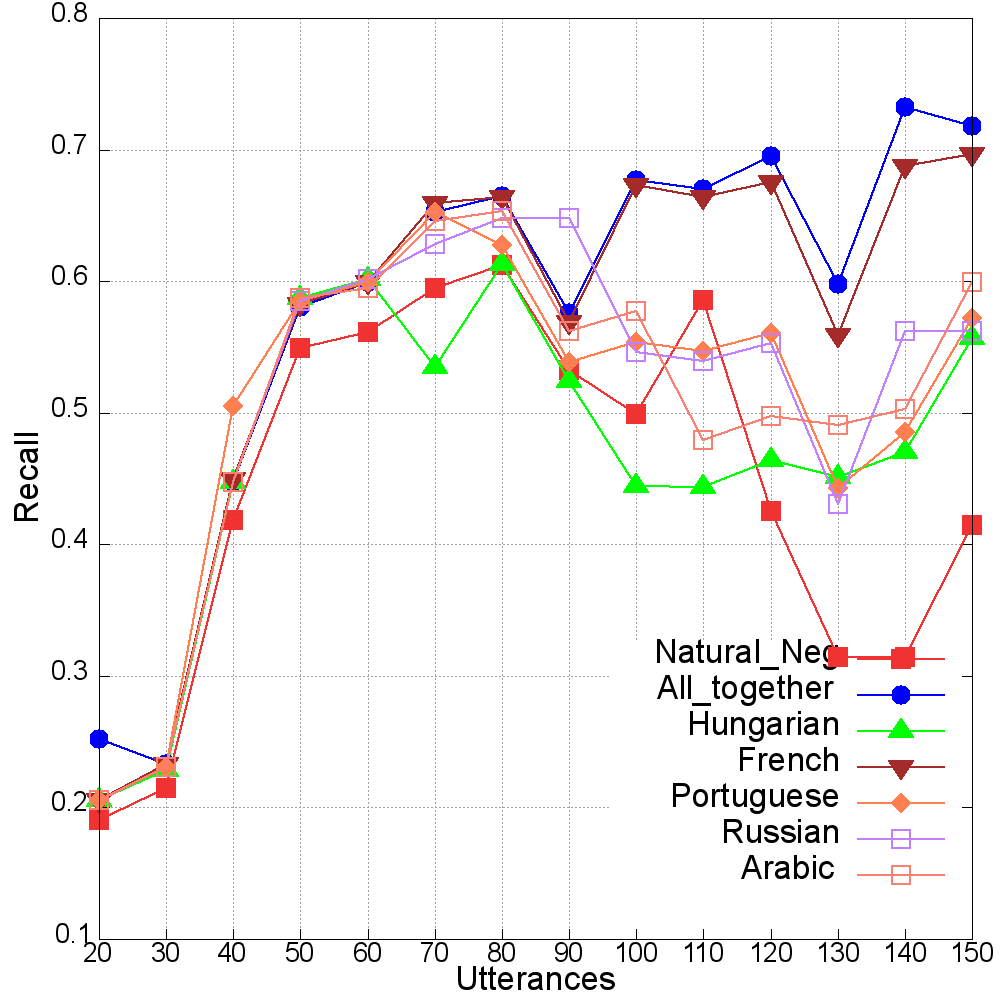 0.8
0.7
0.6
0.5
0.4
0.3
0.2
0.1
Recall
Natural_Neg
All_together
Hungarian
French
Portuguese
Russian
Arabic
20 30 40 50 60 70 80 90 100 110 120 130 140 150
Utterances